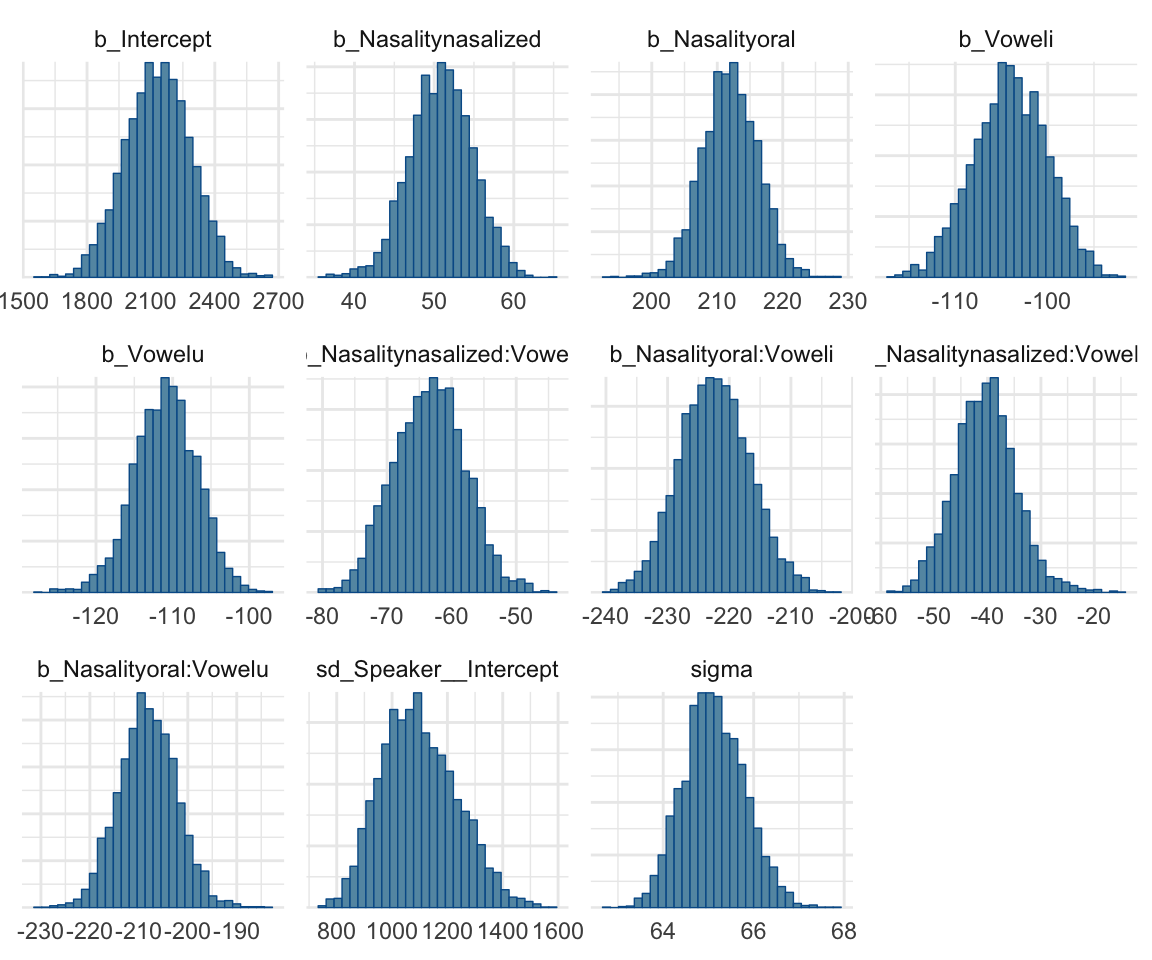 b_Intercept b_Nasalitynasalized b_Nasalityoral b_Voweli
1500 1800 2100 2400 2700 40 50 60 200 210 220 230 -110 -100
b_Vowelu _Nasalitynasalized:Vowe b_Nasalityoral:Voweli _Nasalitynasalized:Vowel
-120 -110 -100 -80 -70 -60 -50 -240 -230 -220 -210 -50 -40 -30 -20
b_Nasalityoral:Vowelu sd_Speaker__Intercept sigma
-230 -220 -210 -200 -190 800 1000 1200 1400 1600 64 66 68